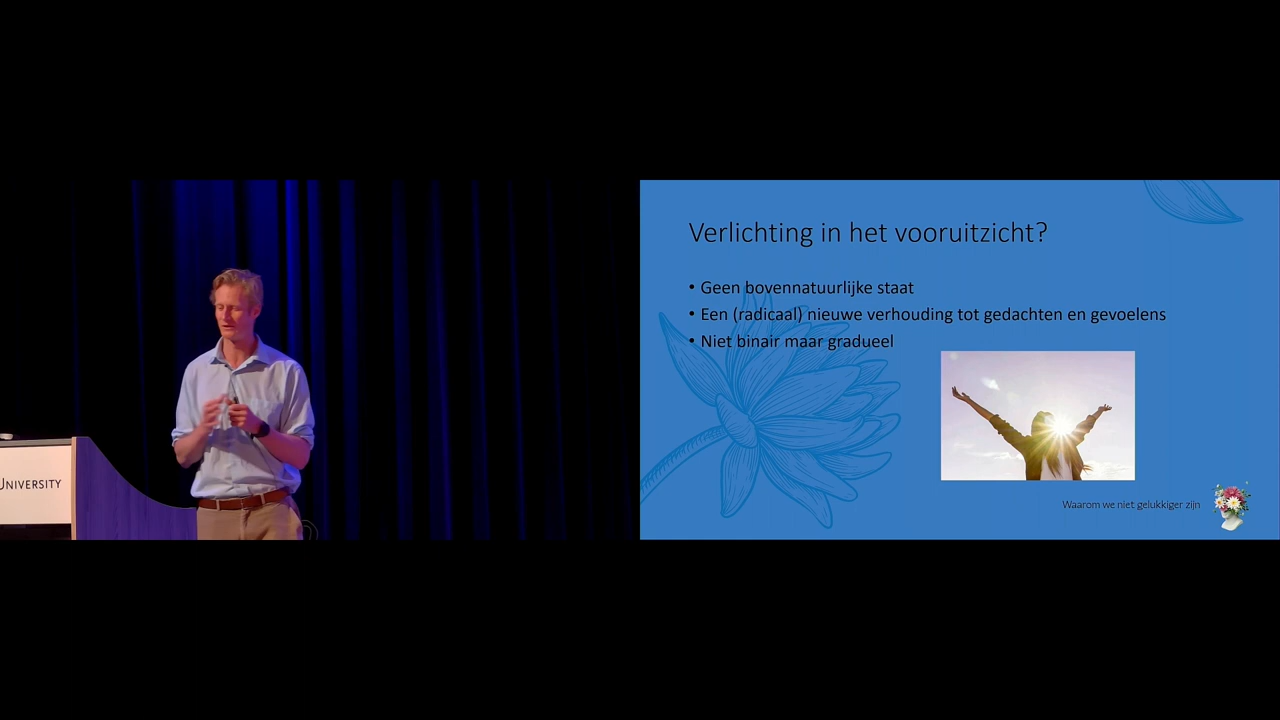 UNIVERSITY
Verlichting in het vooruitzicht?
• Geen bovennatuurlijke staat
• Een (radicaal) nieuwe verhouding tot gedachten en gevoelens
• Niet binair maar gradueel
Waarom we niet gelukkiger zijn